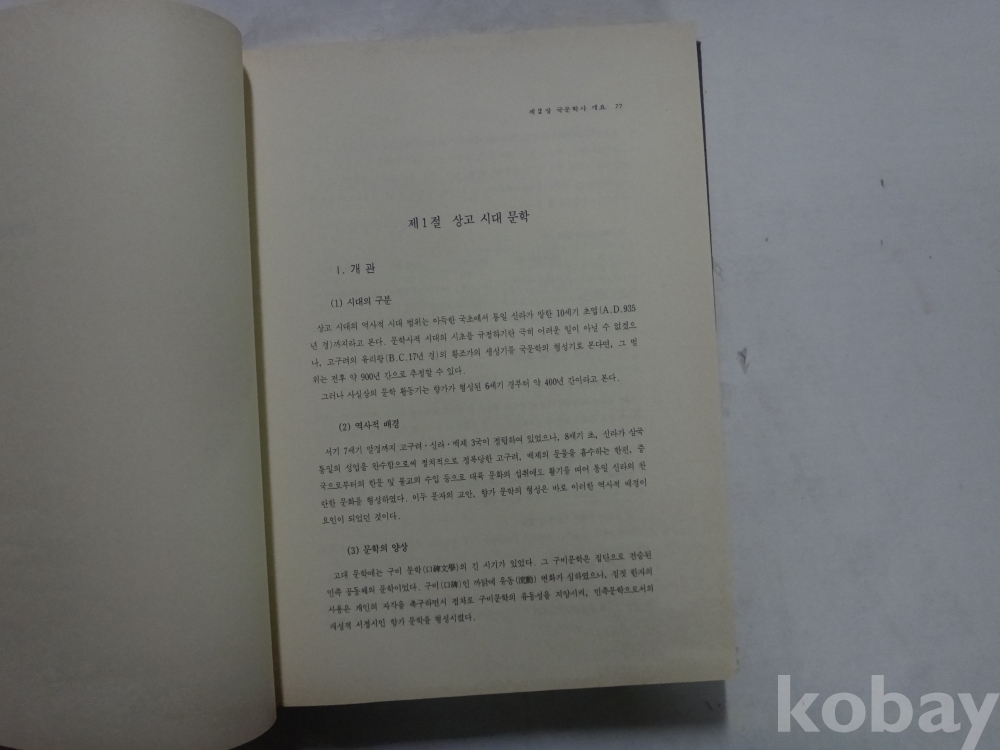 제2장 국문학사 개요 77
제1절 상고 시대 문학
I. 개 관
(1) 시대의 구분
상고 시대의 역사적 시대 범위는 아득한 국초에서 통일 신라가 망한 10세기 초엽(A.D.935
년 경)까지라고 본다. 문학사적 시대의 시초를 규정하기란 극히 어려운 일이 아닐 수 없겠으
나, 고구려의 유리왕(B.C.17년 경)의 황조가의 생성기를 국문학의 형성기로 본다면, 그 범
위는 전후 약 900년 간으로 추정할 수 있다.
그러나 사실상의 문학 활동기는 향가가 형성된 6세기 경부터 약 400년 간이라고 본다.
(2) 역사적 배경
서기 7세기 말경까지 고구려·신라·백제 3국이 정립하여 있었으나, 8세기 초, 신라가 삼국
통일의 실업을 완수함으로써 정치적으로 정복당한 고구려, 백제의 문물을 흡수하는 한편, 중
국으로부터의 한문 및 불교의 수입 등으로 대륙 문화의 섭취에도 활기를 띠어 통일 신라의 찬
란한 문화를 형성하였다. 이두 문자의 고안, 향가 문학의 형성은 바로 이러한 역사적 배경이
요인이 되었던 것이다.
(3) 문학의 양상
고대 문학에는 구비 문학(口碑文學)의 긴 시기가 있었다. 그 구비문학은 집단으로 전승된
민족 공동체의 문학이었다. 구비(口碑)인 까닭에 유동(流動) 변화가 심하였으나, 일찍 한자의
사용은 개인의 자각을 촉구하면서 점차로 구비문학의 유동성을 지양시켜, 민족문학으로서의
개성적 서정시인 향가 문학을 형성시켰다.
kobay